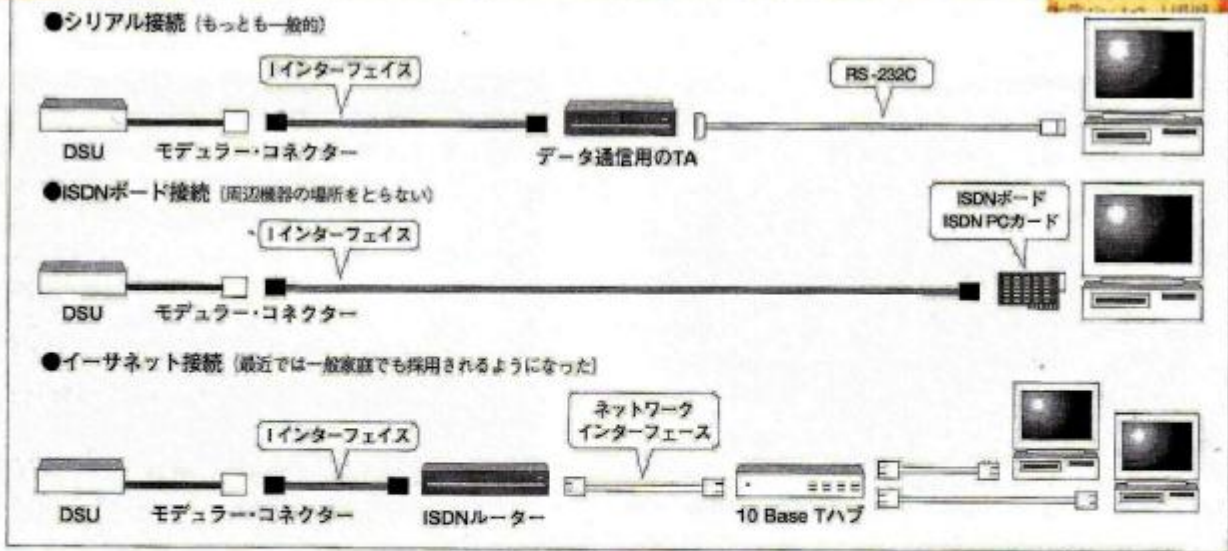 ●シリアル接続(もっとも一般的)
Iインターフェイス
RS-232C
DSU
モデュラー・コネクター
データ通信用のTA
●ISDNボード接続(周辺機器の場所をとらない)
Iインターフェイス
ISDNボード
ISDN PCカード
DSU
モデュラー・コネクター
●イーサネット接続(最近では一般家庭でも採用されるようになった)
Iインターフェイス
ネットワーク
インターフェース
DSU
モデュラー・コネクター
ISDNルーター
10 Base Tハブ